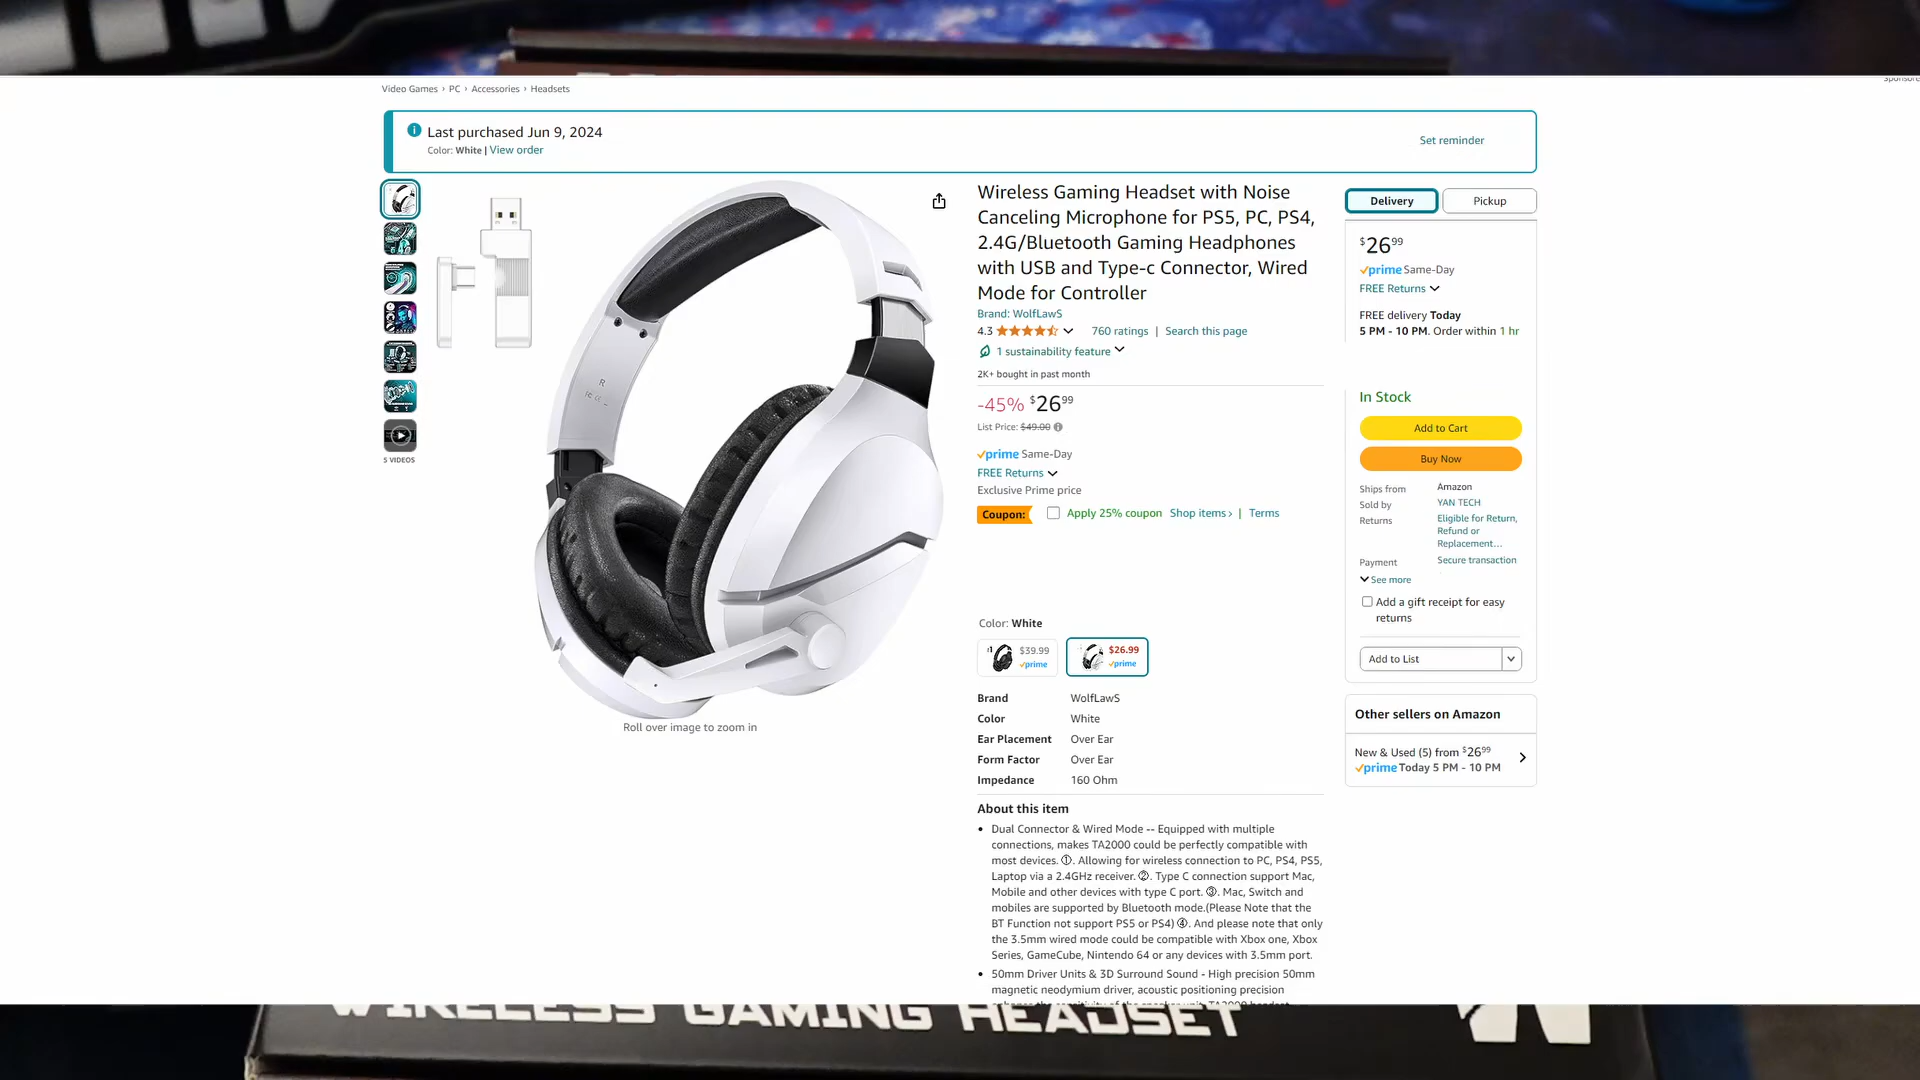 Sponsore
Video Games › PC › Accessories › Headsets
Last purchased Jun 9, 2024
Color: White | View order
Set reminder
5 VIDEOS
R
Roll over image to zoom in
Wireless Gaming Headset with Noise
Canceling Microphone for PS5, PC, PS4,
2.4G/Bluetooth Gaming Headphones
with USB and Type-c Connector, Wired
Mode for Controller
Brand: WolfLawS
4.3 760 ratings | Search this page
1 sustainability feature
2K+ bought in past month
-45% $26⁹⁹
List Price: $49.00
prime Same-Day
FREE Returns
Exclusive Prime price
Coupon: Apply 25% coupon Shop items › | Terms
Color: White
$39.99
prime
$26.99
prime
Brand WolfLawS
Color White
Ear Placement Over Ear
Form Factor Over Ear
Impedance 160 Ohm
About this item
• Dual Connector & Wired Mode -- Equipped with multiple
connections, makes TA2000 could be perfectly compatible with
most devices. ①. Allowing for wireless connection to PC, PS4, PS5,
Laptop via a 2.4GHz receiver. ②. Type C connection support Mac,
Mobile and other devices with type C port. ③. Mac, Switch and
mobiles are supported by Bluetooth mode.(Please Note that the
BT Function not support PS5 or PS4) ④. And please note that only
the 3.5mm wired mode could be compatible with Xbox one, Xbox
Series, GameCube, Nintendo 64 or any devices with 3.5mm port.
• 50mm Driver Units & 3D Surround Sound - High precision 50mm
magnetic neodymium driver, acoustic positioning precision
Delivery
Pickup
$26⁹⁹
prime Same-Day
FREE Returns
FREE delivery Today
5 PM - 10 PM. Order within 1 hr
In Stock
Add to Cart
Buy Now
Ships from Amazon
Sold by YAN TECH
Returns Eligible for Return,
Refund or
Replacement...
Payment Secure transaction
See more
Add a gift receipt for easy
returns
Add to List
Other sellers on Amazon
New & Used (5) from $26⁹⁹
prime Today 5 PM - 10 PM
WIRELESS GAMING HEADSET